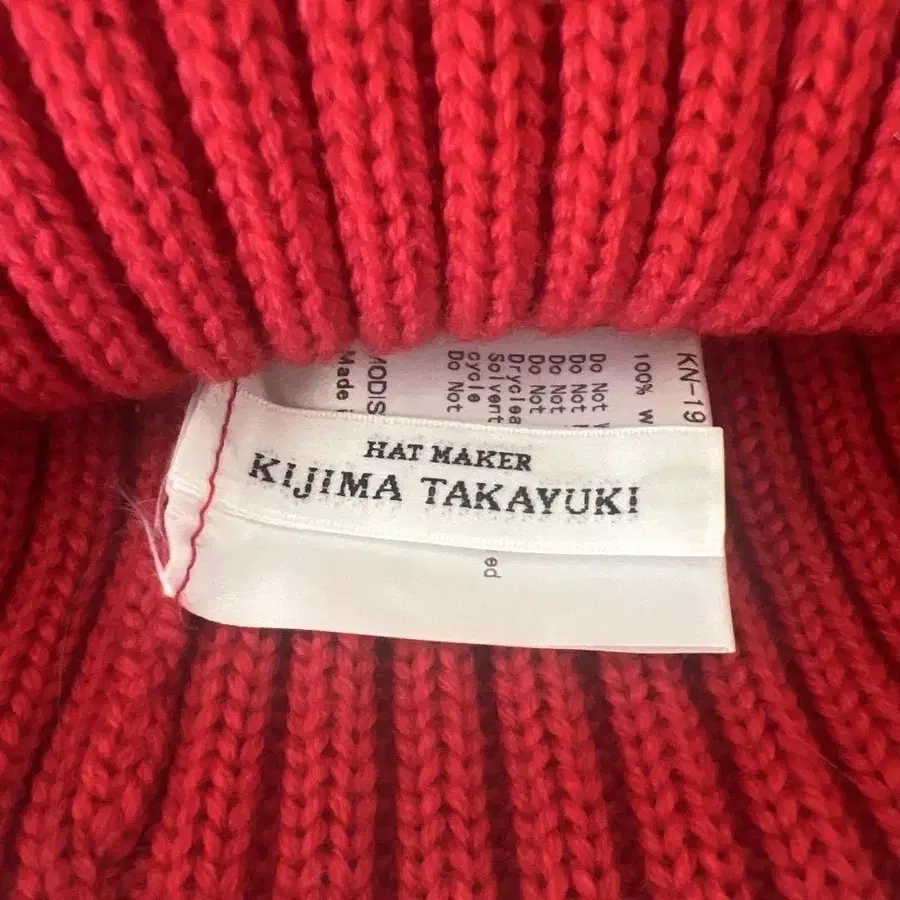 HAT MAKER
KIJIMA TAKAYUKI
KN-19
100% W
Do Not
Do Not
Do Not
Dryclea
Solvent
cycle
Do Not
MODIS
Made
ed